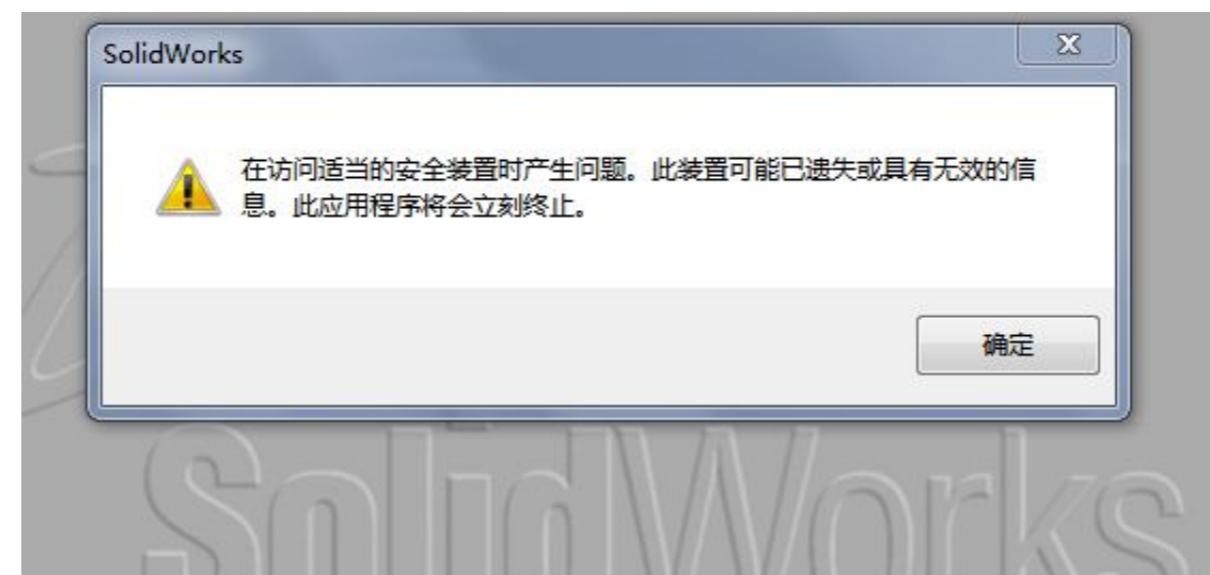 SolidWorks
在访问适当的安全装置时产生问题。此装置可能已遗失或具有无效的信
息。此应用程序将会立刻终止。
确定
SolidWorks